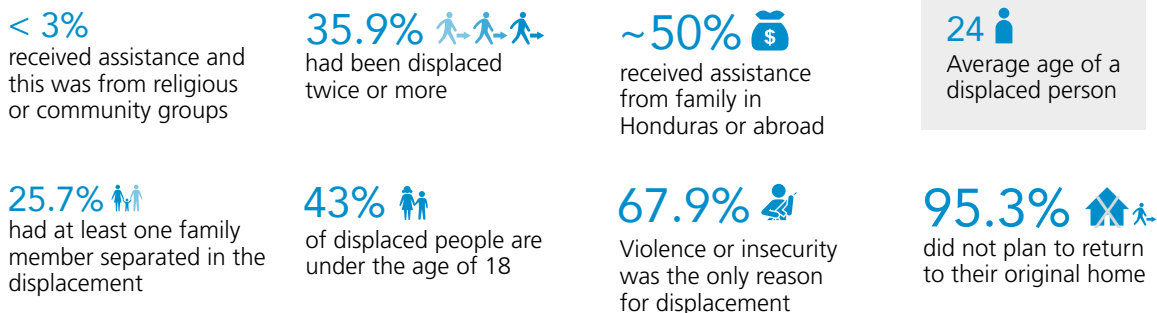 < 3%
received assistance and
this was from religious
or community groups
35.9%
had been displaced
twice or more
~50%
$
received assistance
from family in
Honduras or abroad
24
Average age of a
displaced person
25.7%
had at least one family
member separated in the
displacement
43%
of displaced people are
under the age of 18
67.9%
Violence or insecurity
was the only reason
for displacement
95.3%
did not plan to return
to their original home